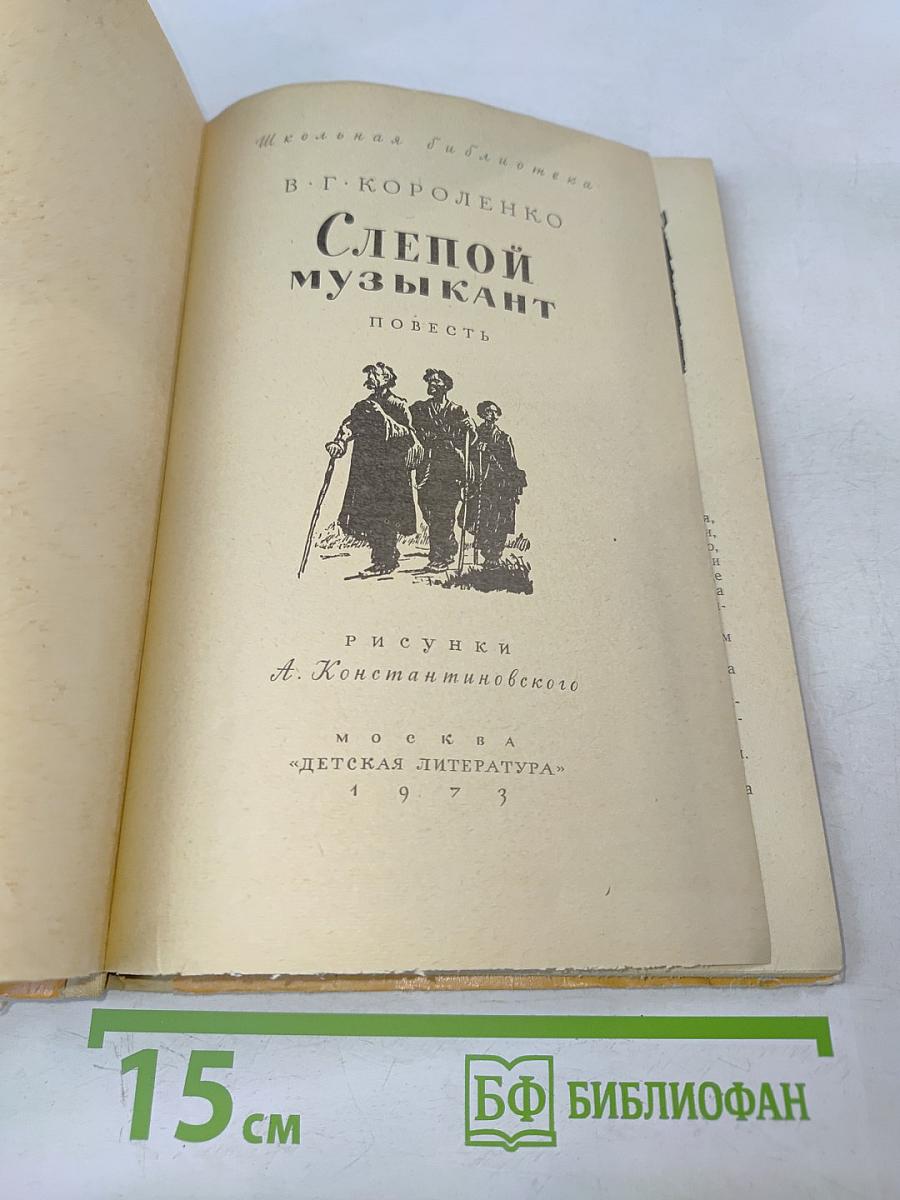 Школьная библиотека
В·Г·КОРОЛЕНКО
СЛЕПОЙ
МУЗЫКАНТ
ПОВЕСТЬ
РИСУНКИ
А. Константиновского
МОСКВА
«ДЕТСКАЯ ЛИТЕРАТУРА»
1973
15 см
БФ БИБЛИОФАН